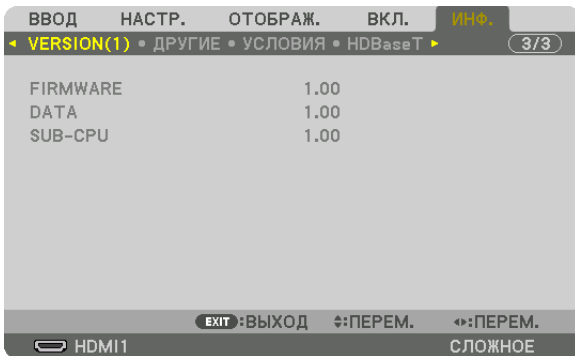 ВВОД НАСТР. ОТОБРАЖ. ВКЛ. ИНФ.
VERSION(1) • ДРУГИЕ • УСЛОВИЯ • HDBaseT 3/3
FIRMWARE 1.00
DATA 1.00
SUB-CPU 1.00
EXIT :ВЫХОД :ПЕРЕМ. :ПЕРЕМ.
HDMI1 СЛОЖНОЕ